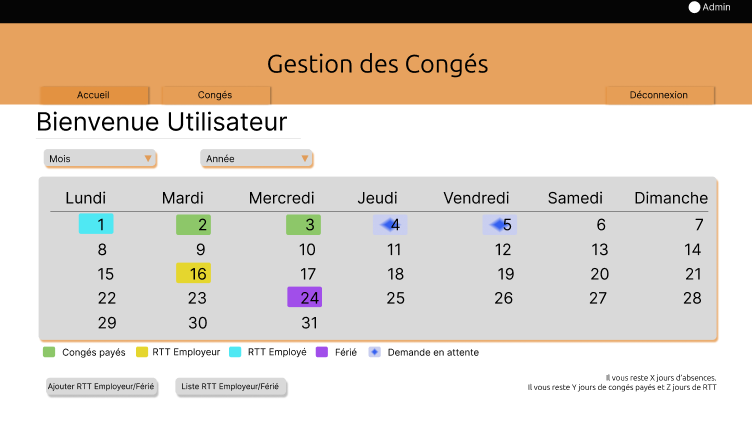 Admin
Gestion des Congés
Accueil Congés Déconnexion
Bienvenue Utilisateur
Mois Année
Lundi Mardi Mercredi Jeudi Vendredi Samedi Dimanche
1 2 3 4 5 6 7
8 9 10 11 12 13 14
15 16 17 18 19 20 21
22 23 24 25 26 27 28
29 30 31
Congés payés RTT Employeur RTT Employé Férié Demande en attente
Ajouter RTT Employeur/Férié Liste RTT Employeur/Férié
Il vous reste X jours d'absences.
Il vous reste Y jours de congés payés et Z jours de RTT